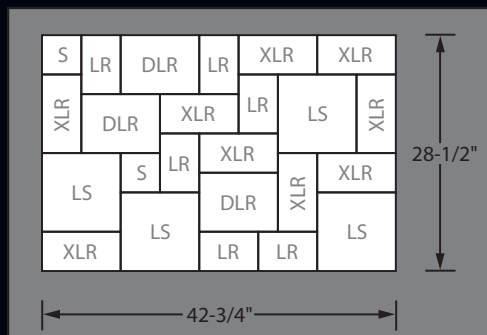 S LR DLR LR XLR XLR
XLR DLR XLR LR LS XLR
LS S LR XLR XLR XLR
28-1/2"
LS DLR LS
XLR LR LR
42-3/4"